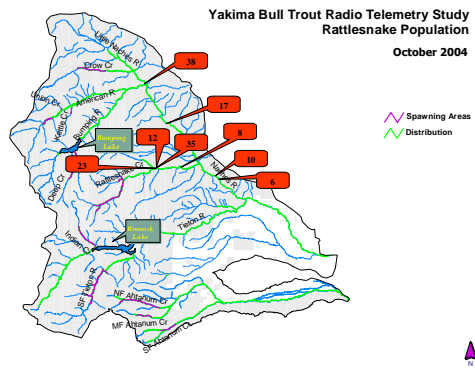 Yakima Bull Trout Radio Telemetry Study
Rattlesnake Population
October 2004
Spawning Areas
Distribution
Little Naches R
38
Crow Cr
American R
Union Cr
17
Kettle Cr
Bumping R
Bumping
Lake
12
35
8
23
10
Rattlesnake Cr
Naches R
6
Deep Cr
Tieton R
Rimrock
Lake
Indian Cr
SF Tieton R
NF Ahtanum Cr
MF Ahtanum Cr
SF Ahtanum Cr
N